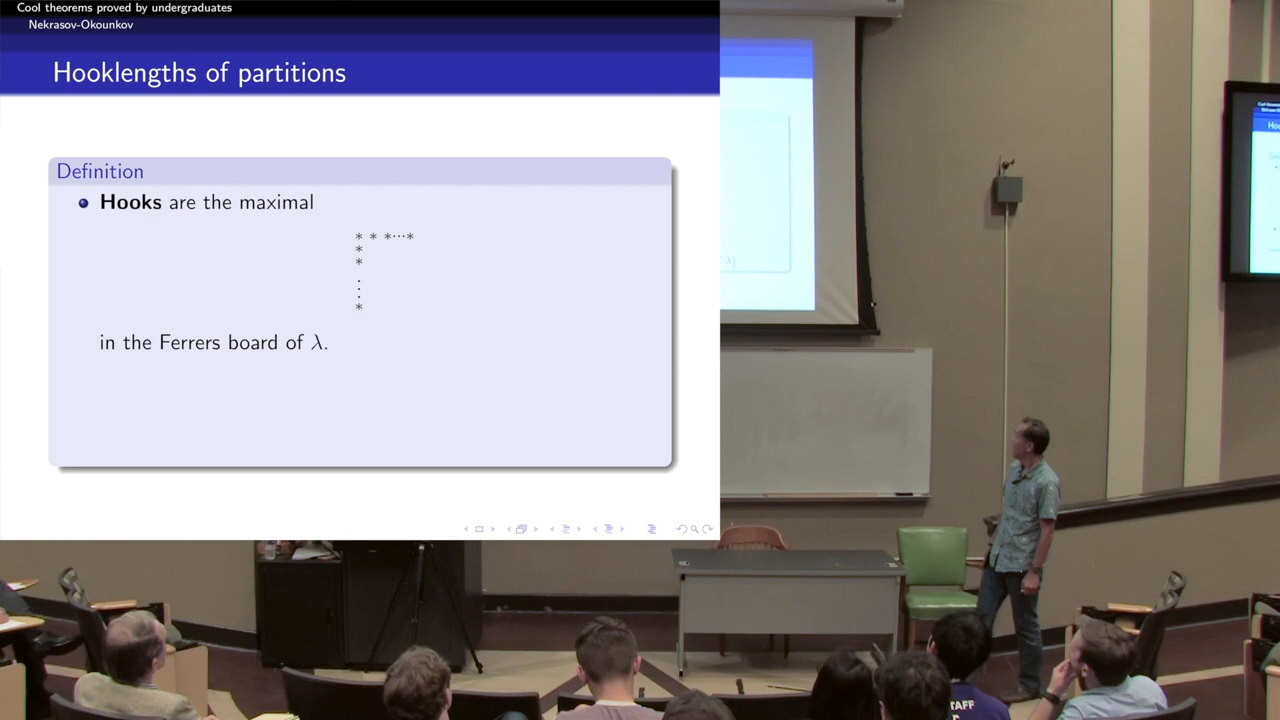 Cool theorems proved by undergraduates
Nekrasov-Okounkov
Hooklengths of partitions
Definition
Hooks are the maximal
* * *···*
*
*
⋮
*
in the Ferrers board of λ.
TAFF